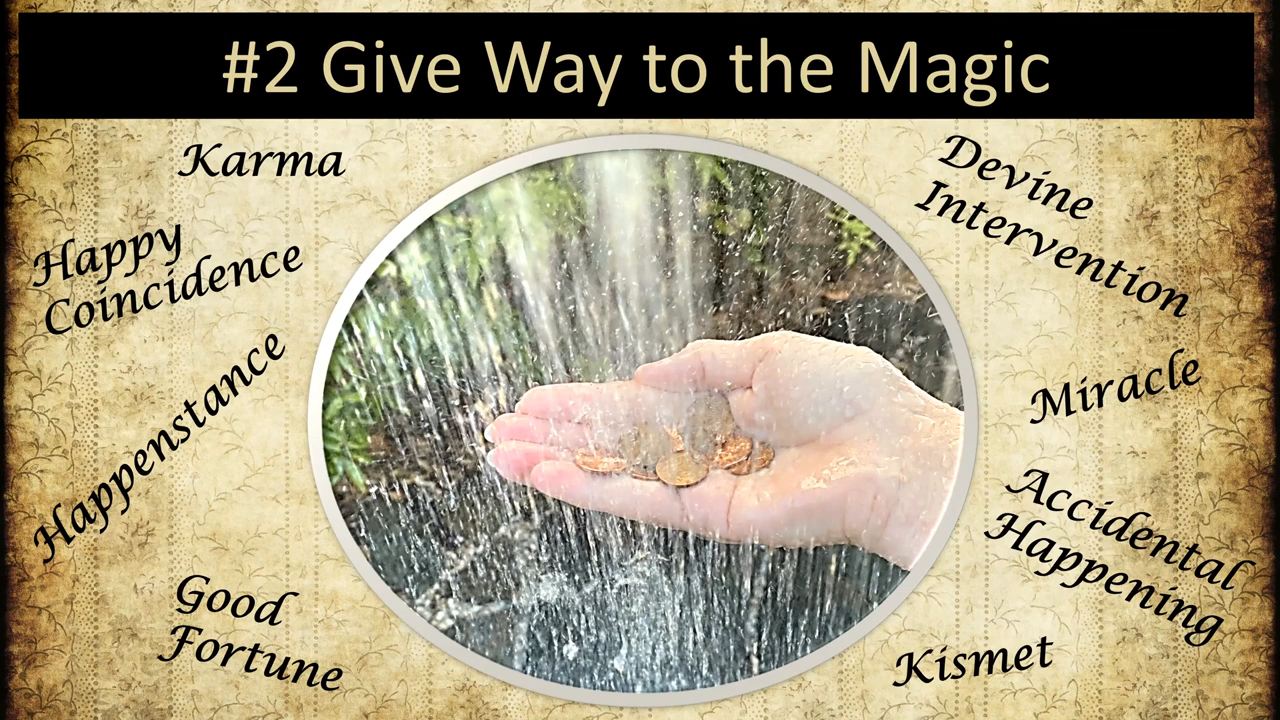 #2 Give Way to the Magic
Karma
Happy
Coincidence
Happenstance
Good
Fortune
Devine
Intervention
Miracle
Accidental
Happening
Kismet